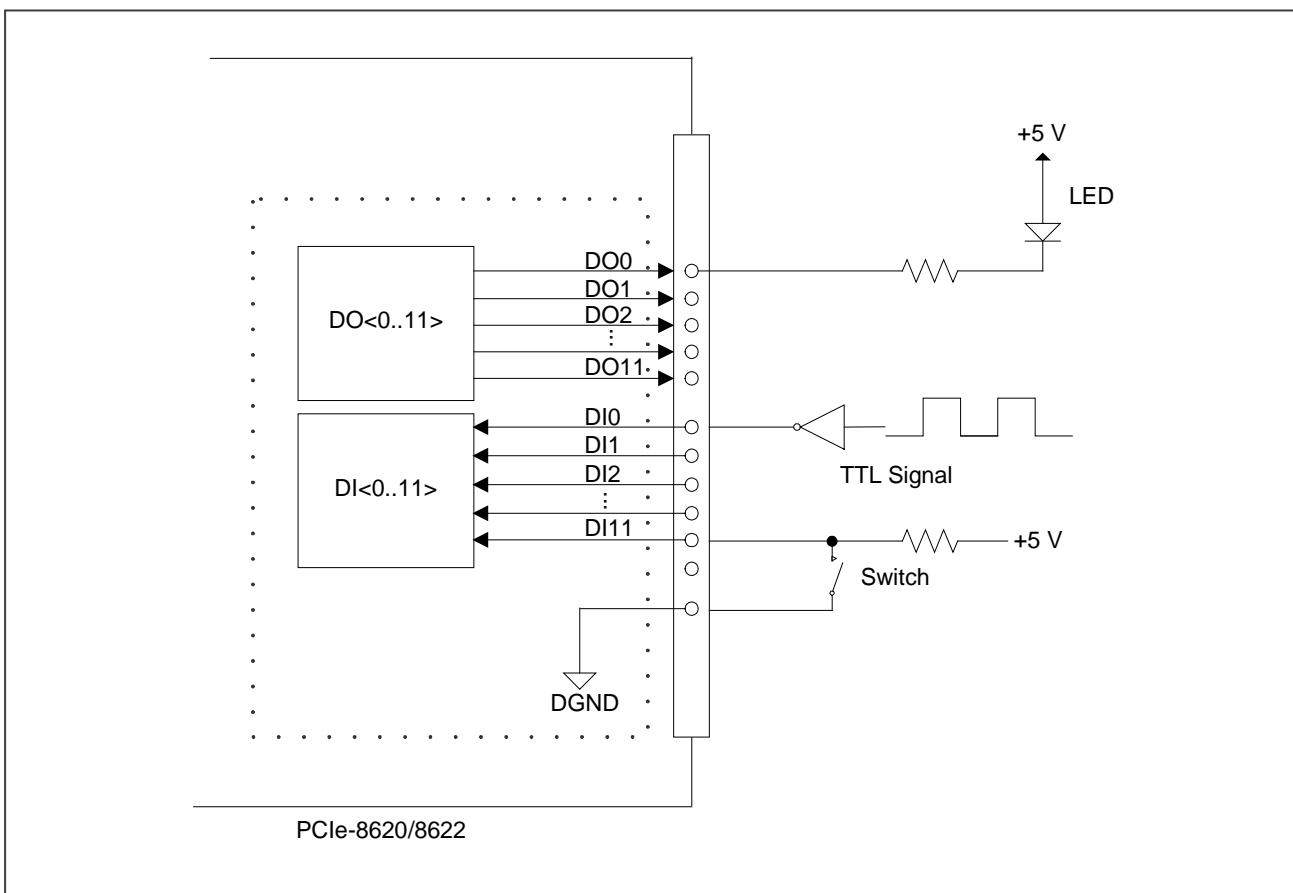 +5 V
LED
DO0
DO1
DO<0..11>
DO2
DO11
DI0
DI1
TTL Signal
DI<0..11>
DI2
DI11
+5 V
Switch
DGND
PCIe-8620/8622